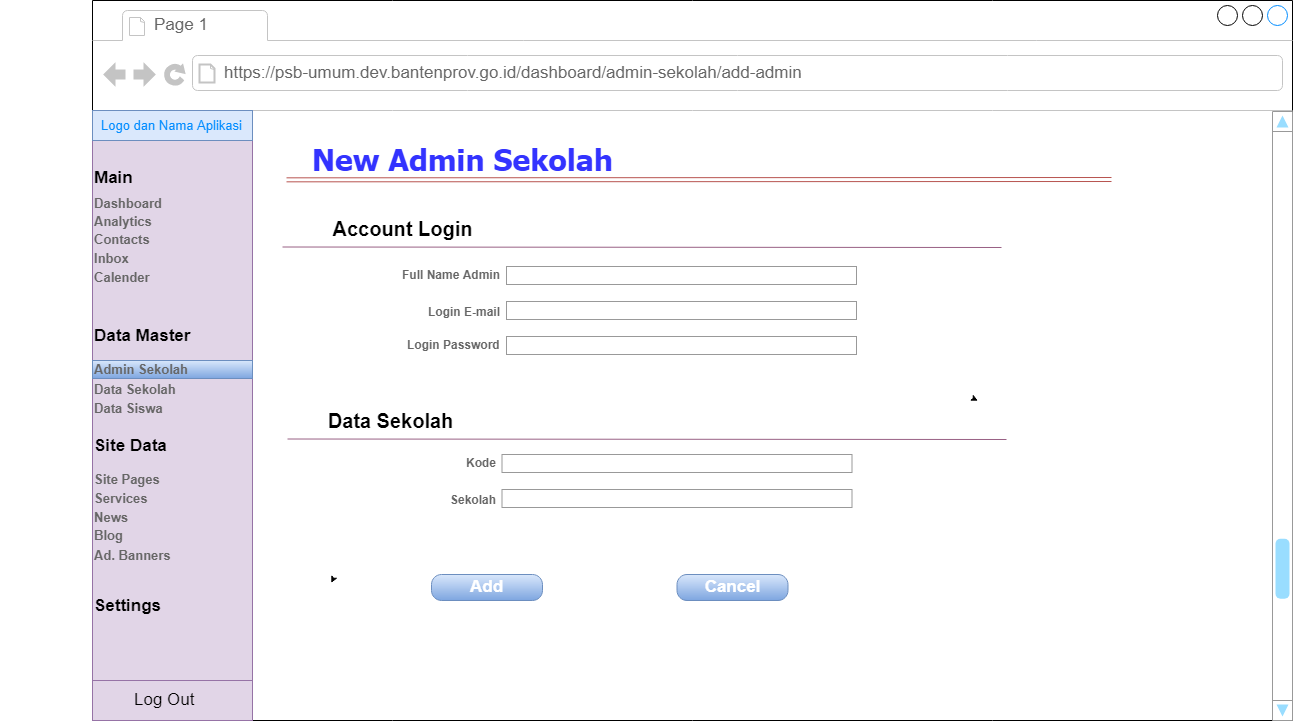 Page 1
https://psb-umum.dev.bantenprov.go.id/dashboard/admin-sekolah/add-admin
Logo dan Nama Aplikasi
Main
Dashboard
Analytics
Contacts
Inbox
Calender
Data Master
Admin Sekolah
Data Sekolah
Data Siswa
Site Data
Site Pages
Services
News
Blog
Ad. Banners
Settings
Log Out
New Admin Sekolah
Account Login
Full Name Admin
Login E-mail
Login Password
Data Sekolah
Kode
Sekolah
Add
Cancel